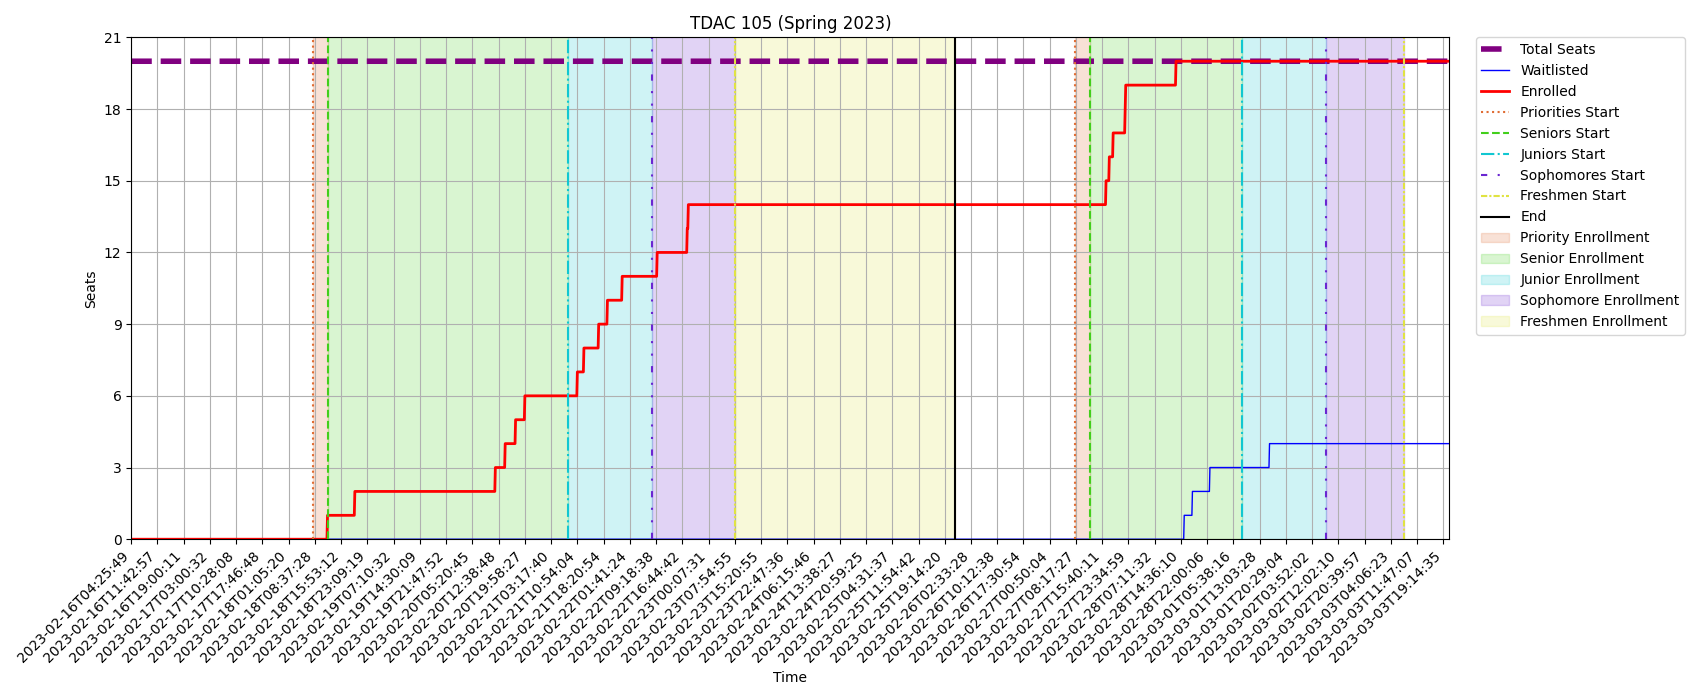 TDAC 105 (Spring 2023)
21
18
15
12
9
6
3
0
Seats
2023-02-16T04:25:49
2023-02-16T11:42:57
2023-02-16T19:00:11
2023-02-17T03:00:32
2023-02-17T10:28:08
2023-02-17T17:46:48
2023-02-18T01:05:20
2023-02-18T08:37:28
2023-02-18T15:53:12
2023-02-18T23:09:19
2023-02-19T07:10:32
2023-02-19T14:30:09
2023-02-19T21:47:52
2023-02-20T05:20:45
2023-02-20T12:38:48
2023-02-20T19:58:27
2023-02-21T03:17:40
2023-02-21T10:54:04
2023-02-21T18:20:54
2023-02-22T01:41:24
2023-02-22T09:18:38
2023-02-22T16:44:42
2023-02-23T00:07:31
2023-02-23T07:54:55
2023-02-23T15:20:55
2023-02-23T22:47:36
2023-02-24T06:15:46
2023-02-24T13:38:27
2023-02-24T20:59:25
2023-02-25T04:31:37
2023-02-25T11:54:42
2023-02-25T19:14:20
2023-02-26T02:33:28
2023-02-26T10:12:38
2023-02-26T17:30:54
2023-02-27T00:50:04
2023-02-27T08:17:27
2023-02-27T15:40:11
2023-02-27T23:34:59
2023-02-28T07:11:32
2023-02-28T14:36:10
2023-02-28T22:00:06
2023-03-01T05:38:16
2023-03-01T13:03:28
2023-03-01T20:29:04
2023-03-02T03:52:02
2023-03-02T12:02:10
2023-03-02T20:39:57
2023-03-03T04:06:23
2023-03-03T11:47:07
2023-03-03T19:14:35
Time
Total Seats
Waitlisted
Enrolled
Priorities Start
Seniors Start
Juniors Start
Sophomores Start
Freshmen Start
End
Priority Enrollment
Senior Enrollment
Junior Enrollment
Sophomore Enrollment
Freshmen Enrollment